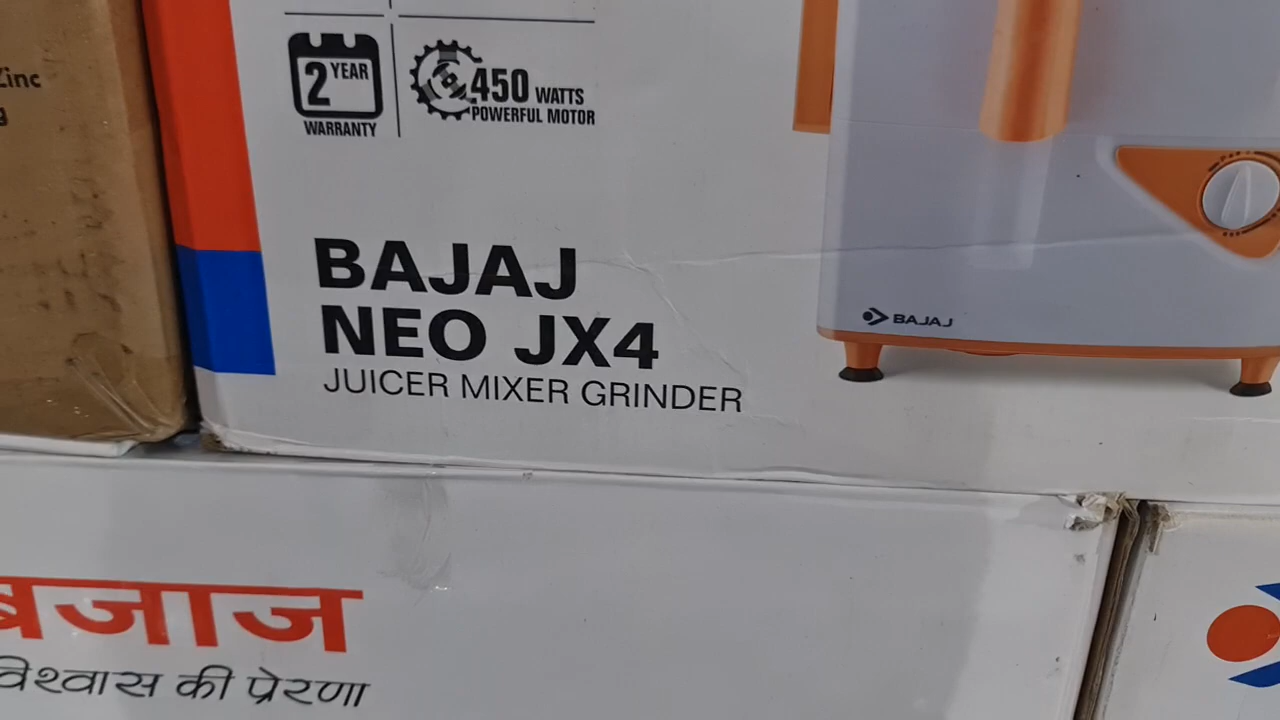 Zinc
2 YEAR
WARRANTY
450 WATTS
POWERFUL MOTOR
BAJAJ
NEO JX4
JUICER MIXER GRINDER
BAJAJ
बजाज
विश्वास की प्रेरणा